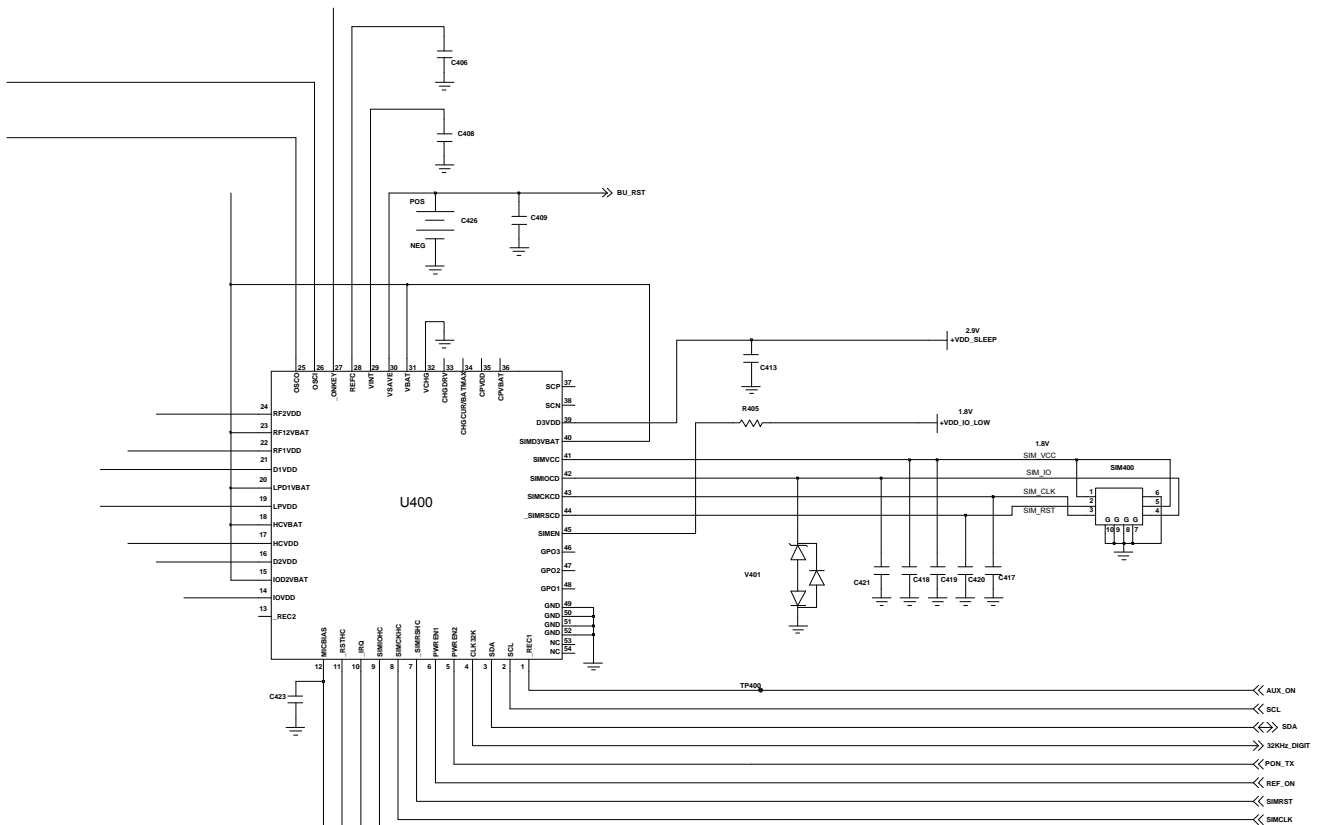 C406
C408
BU_RST
POS
C426
C409
NEG
2.9V
+VDD_SLEEP
C413
25 26 27 28 29 30 31 32 33 34 35 36
OSCO
OSCI
_ONKEY
REFC
VINT
VSAVE
VBAT
VCHG
CHGDRV
CHGCUR/BATMAX
CPVDD
CPVBAT
SCP 37
SCN 38
D3VDD 39
SIMD3VBAT 40
SIMVCC 41
SIMIOCD 42
SIMCKCD 43
_SIMRSCD 44
SIMEN 45
GPO3 46
GPO2 47
GPO1 48
GND 49
GND 50
GND 51
GND 52
NC 53
NC 54
24 RF2VDD
23 RF12VBAT
22 RF1VDD
21 D1VDD
20 LPD1VBAT
19 LPVDD
18 HCVBAT
17 HCVDD
16 D2VDD
15 IOD2VBAT
14 IOVDD
13 _REC2
U400
R405
1.8V
+VDD_IO_LOW
1.8V
SIM_VCC
SIM_IO
SIM_CLK
SIM_RST
SIM400
1 6
2 5
3 4
G G G G
10 9 8 7
V401
C421
C418
C419
C420
C417
MICBIAS
_RSTHC
_IRQ
SIMIOHC
SIMCKHC
_SIMRSHC
PWREN1
PWREN2
CLK32K
SDA
SCL
_REC1
12 11 10 9 8 7 6 5 4 3 2 1
C423
TP400
AUX_ON
SCL
SDA
32KHz_DIGIT
PON_TX
REF_ON
SIMRST
SIMCLK